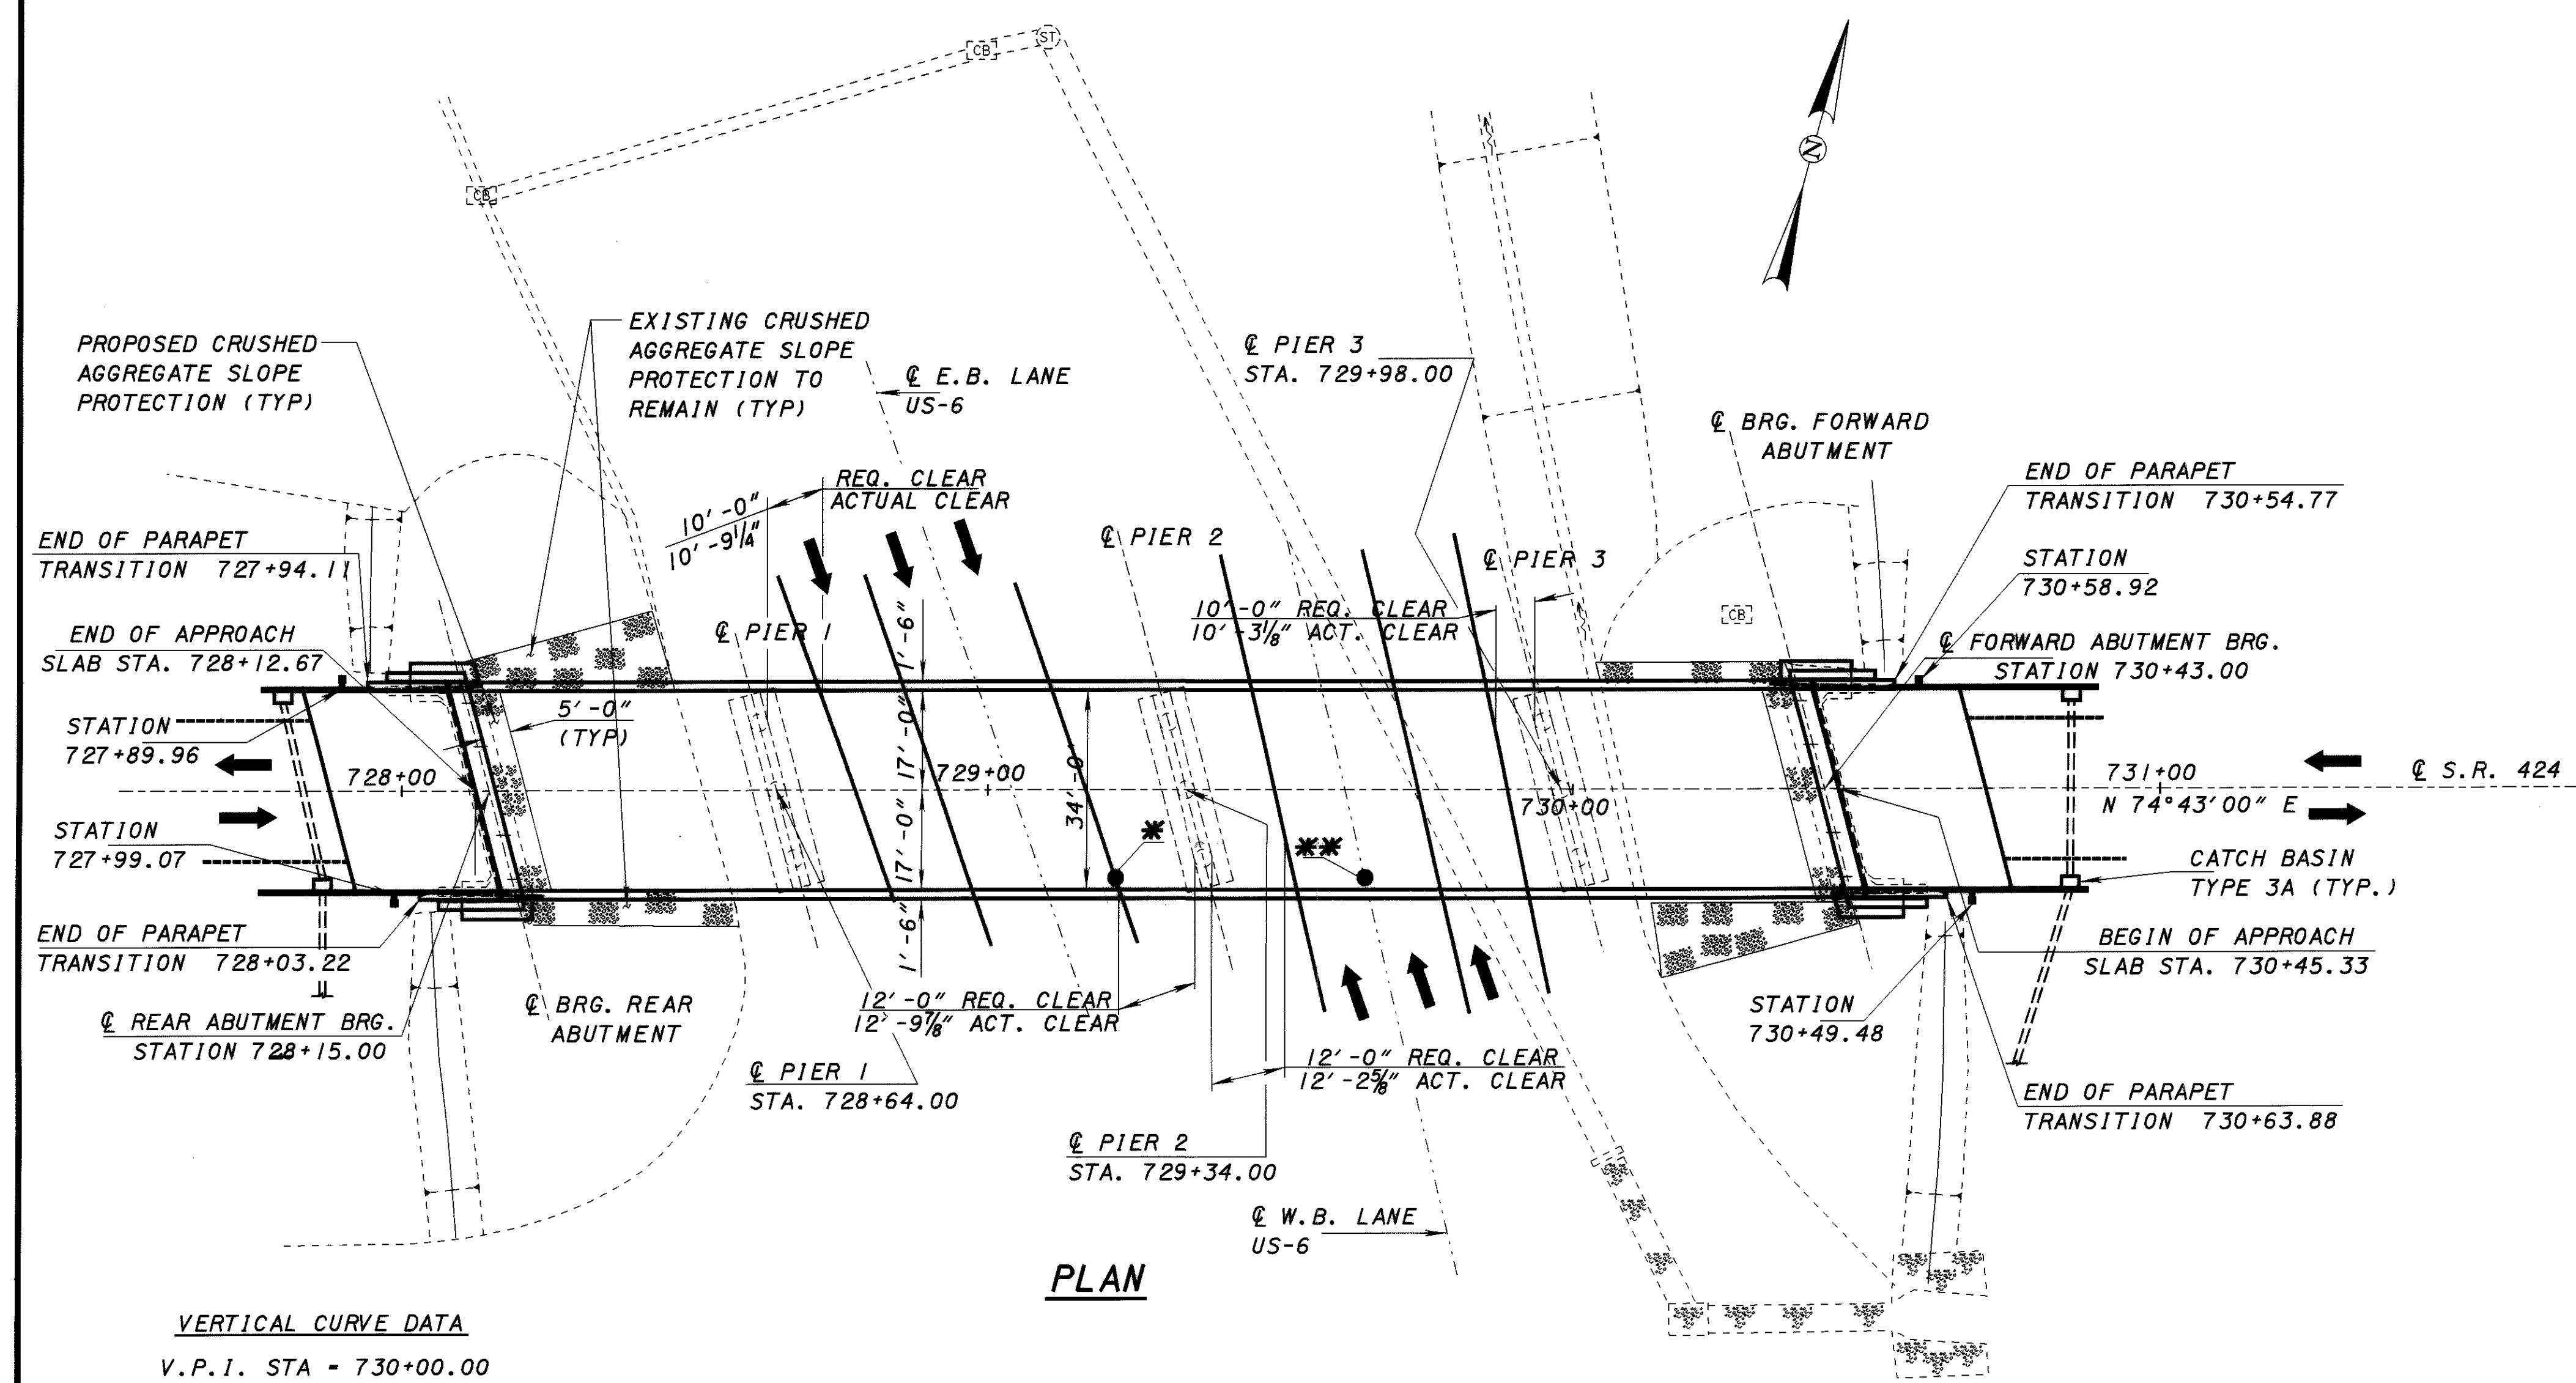 CB
ST
CB
N
PROPOSED CRUSHED
AGGREGATE SLOPE
PROTECTION (TYP)
EXISTING CRUSHED
AGGREGATE SLOPE
PROTECTION TO
REMAIN (TYP)
℄ E.B. LANE
US-6
℄ PIER 3
STA. 729+98.00
℄ BRG. FORWARD
ABUTMENT
END OF PARAPET
TRANSITION 730+54.77
REQ. CLEAR
ACTUAL CLEAR
10'-0"
10'-9¼"
END OF PARAPET
TRANSITION 727+94.11
℄ PIER 2
℄ PIER 3
STATION
730+58.92
END OF APPROACH
SLAB STA. 728+12.67
℄ PIER 1
1'-6"
10'-0" REQ. CLEAR
10'-3⅛" ACT. CLEAR
CB
℄ FORWARD ABUTMENT BRG.
STATION 730+43.00
STATION
727+89.96
5'-0"
(TYP)
17'-0"
34'-0"
728+00
729+00
730+00
731+00
℄ S.R. 424
N 74°43'00" E
STATION
727+99.07
17'-0"
*
**
CATCH BASIN
TYPE 3A (TYP.)
END OF PARAPET
TRANSITION 728+03.22
1'-6"
BEGIN OF APPROACH
SLAB STA. 730+45.33
℄ REAR ABUTMENT BRG.
STATION 728+15.00
℄ BRG. REAR
ABUTMENT
12'-0" REQ. CLEAR
12'-9⅞" ACT. CLEAR
STATION
730+49.48
℄ PIER 1
STA. 728+64.00
12'-0" REQ. CLEAR
12'-2⅝" ACT. CLEAR
END OF PARAPET
TRANSITION 730+63.88
℄ PIER 2
STA. 729+34.00
℄ W.B. LANE
US-6
PLAN
VERTICAL CURVE DATA
V.P.I. STA = 730+00.00